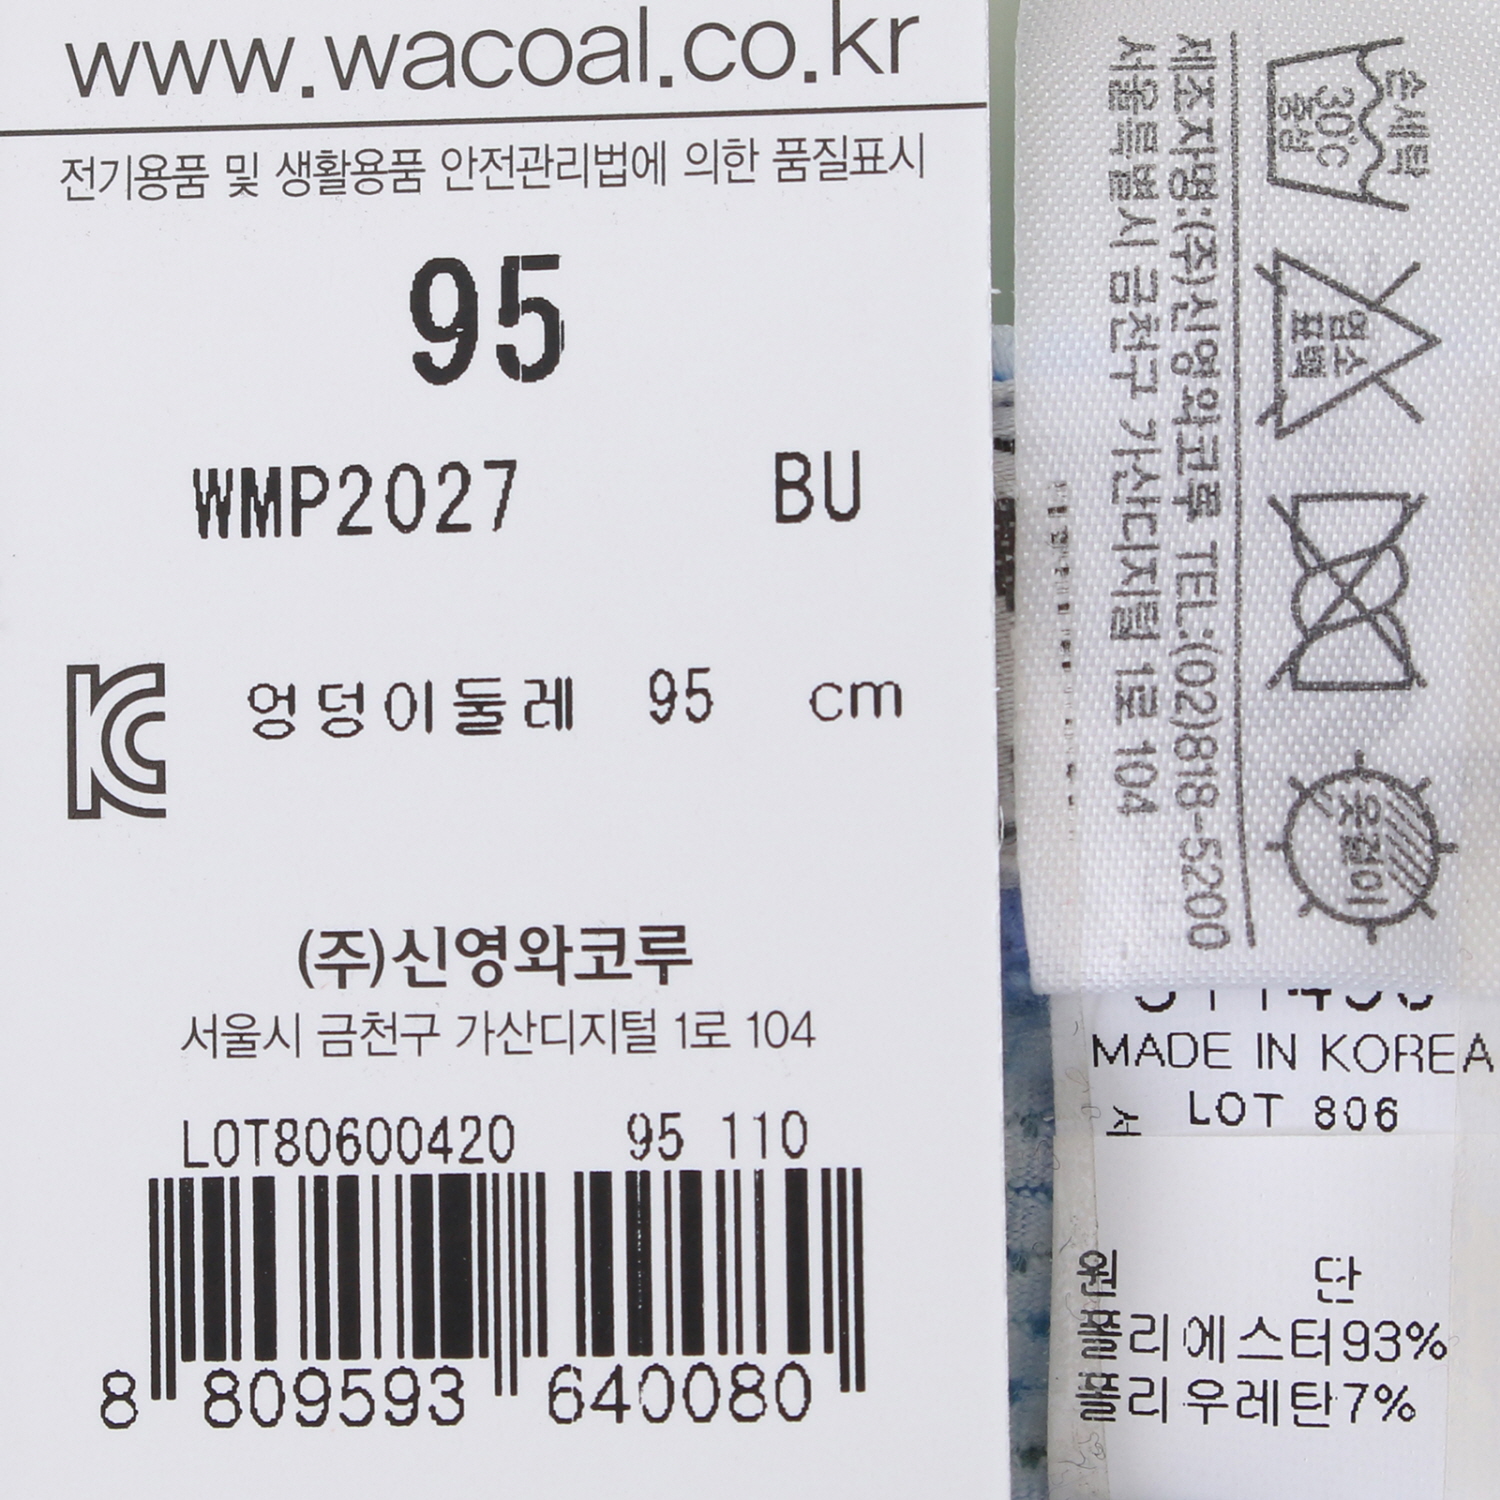 www.wacoal.co.kr
전기용품 및 생활용품 안전관리법에 의한 품질표시
95
WMP2027 BU
엉덩이둘레 95 cm
(주)신영와코루
서울시 금천구 가산디지털 1로 104
LOT80600420 95 110
8 809593 640080
손세탁
30℃
중성
염소
표백
옷걸이
제조자명:(주)신영와코루 TEL:(02)818-5200
서울특별시 금천구 가산디지털 1로 104
MADE IN KOREA
LOT 806
원 단
폴리에스터93%
폴리우레탄7%